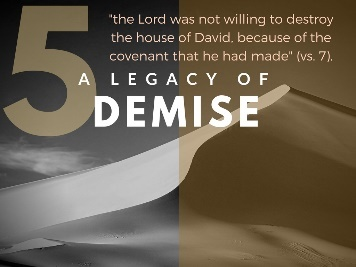 5
"the Lord was not willing to destroy
the house of David, because of the
covenant that he had made" (vs. 7).
A LEGACY OF
DEMISE